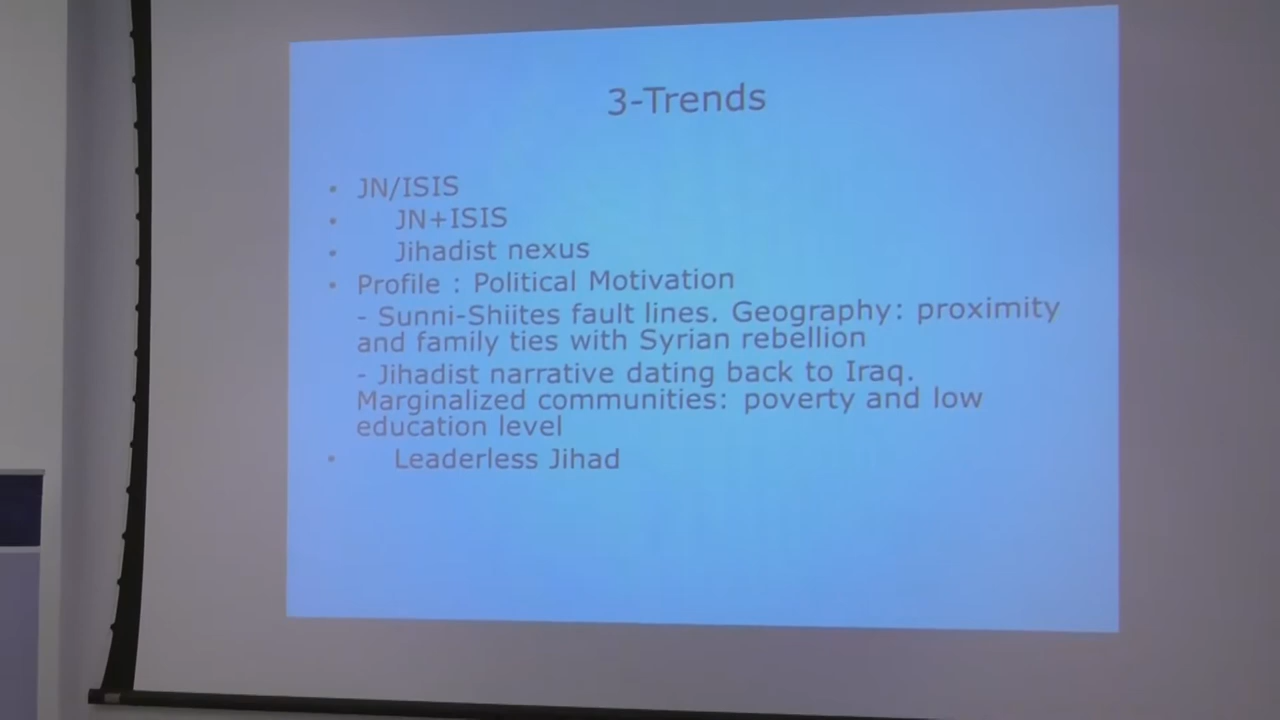 3-Trends
• JN/ISIS
• JN+ISIS
• Jihadist nexus
• Profile : Political Motivation
- Sunni-Shiites fault lines. Geography: proximity
and family ties with Syrian rebellion
- Jihadist narrative dating back to Iraq.
Marginalized communities: poverty and low
education level
• Leaderless Jihad